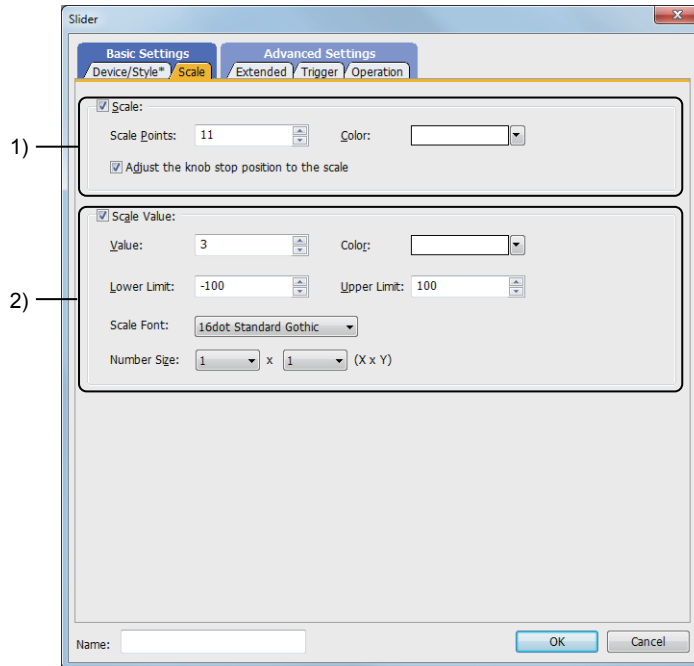 Slider
x
Basic Settings Advanced Settings
Device/Style* Scale Extended Trigger Operation
1)
Scale:
Scale Points: 11 Color:
Adjust the knob stop position to the scale
2)
Scale Value:
Value: 3 Color:
Lower Limit: -100 Upper Limit: 100
Scale Font: 16dot Standard Gothic
Number Size: 1 x 1 (X x Y)
Name: OK Cancel